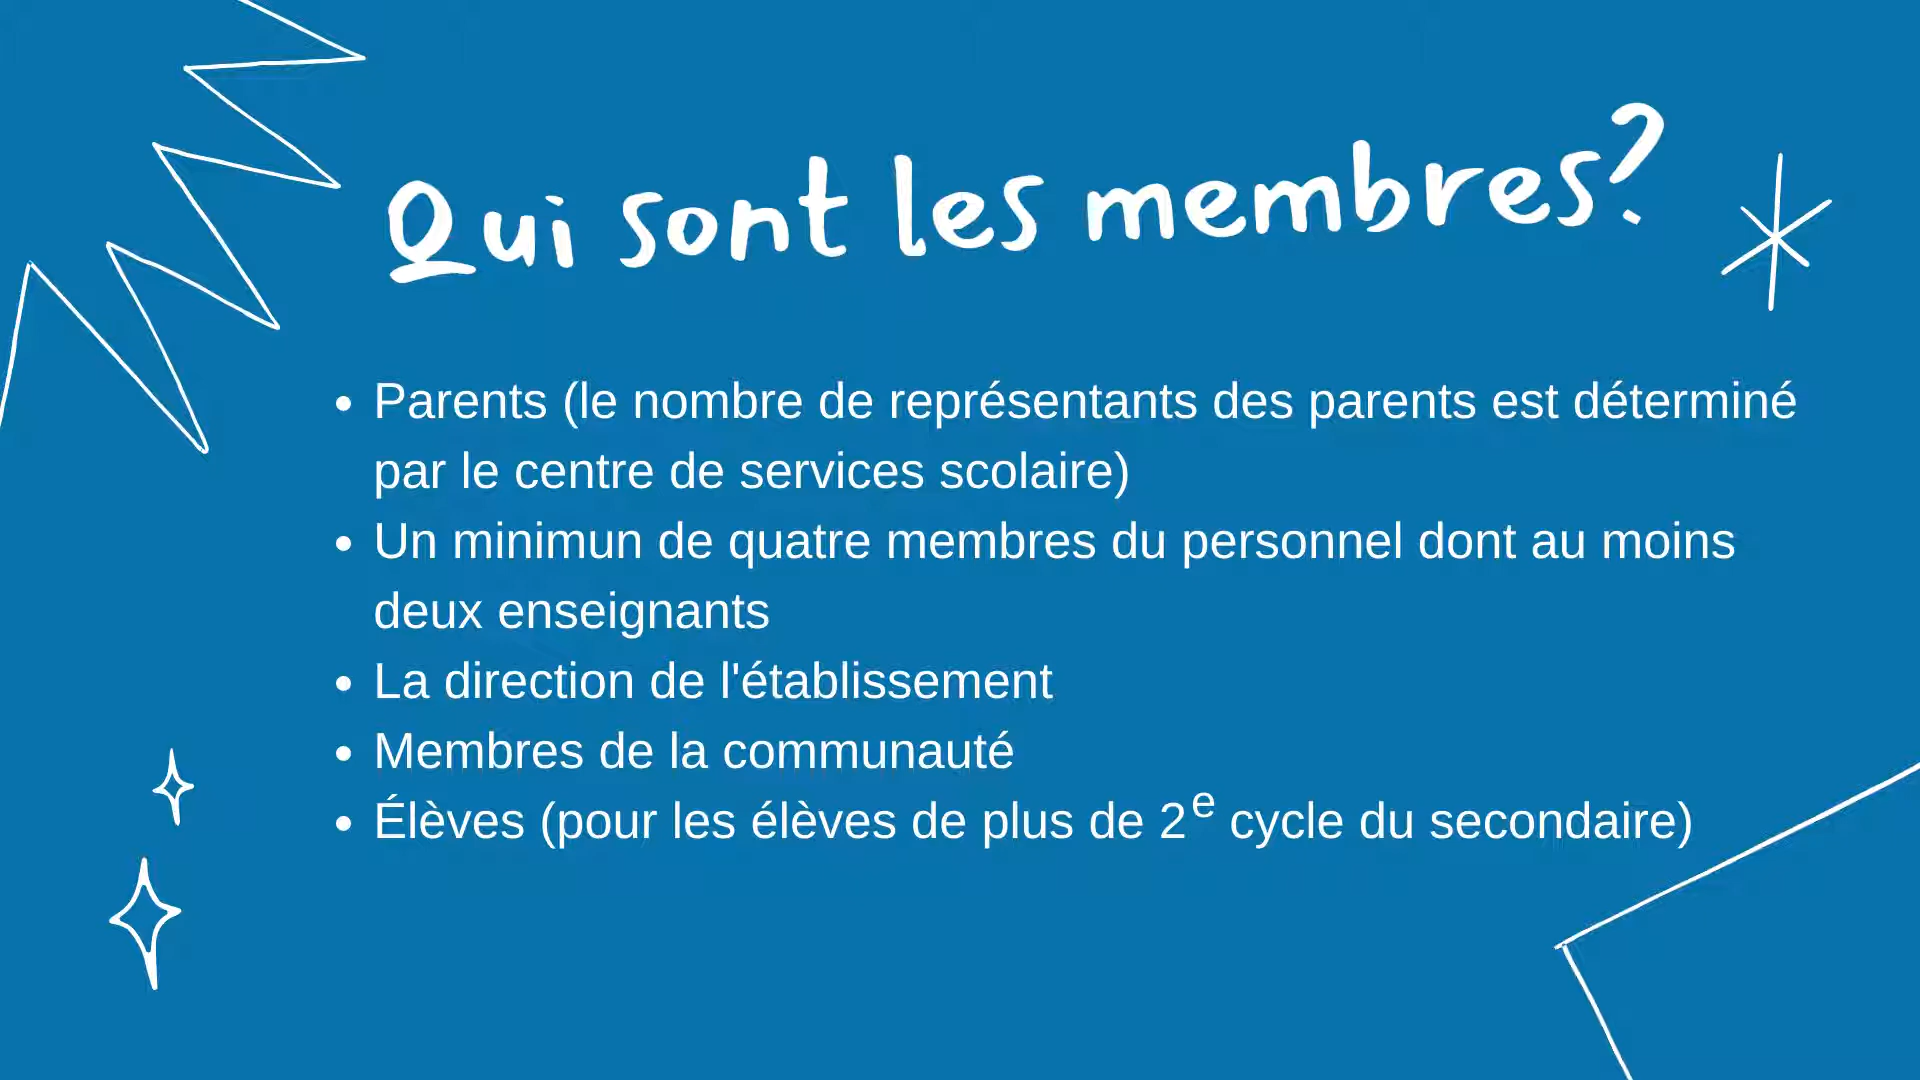 Qui sont les membres?
• Parents (le nombre de représentants des parents est déterminé
par le centre de services scolaire)
• Un minimun de quatre membres du personnel dont au moins
deux enseignants
• La direction de l'établissement
• Membres de la communauté
• Élèves (pour les élèves de plus de 2e cycle du secondaire)